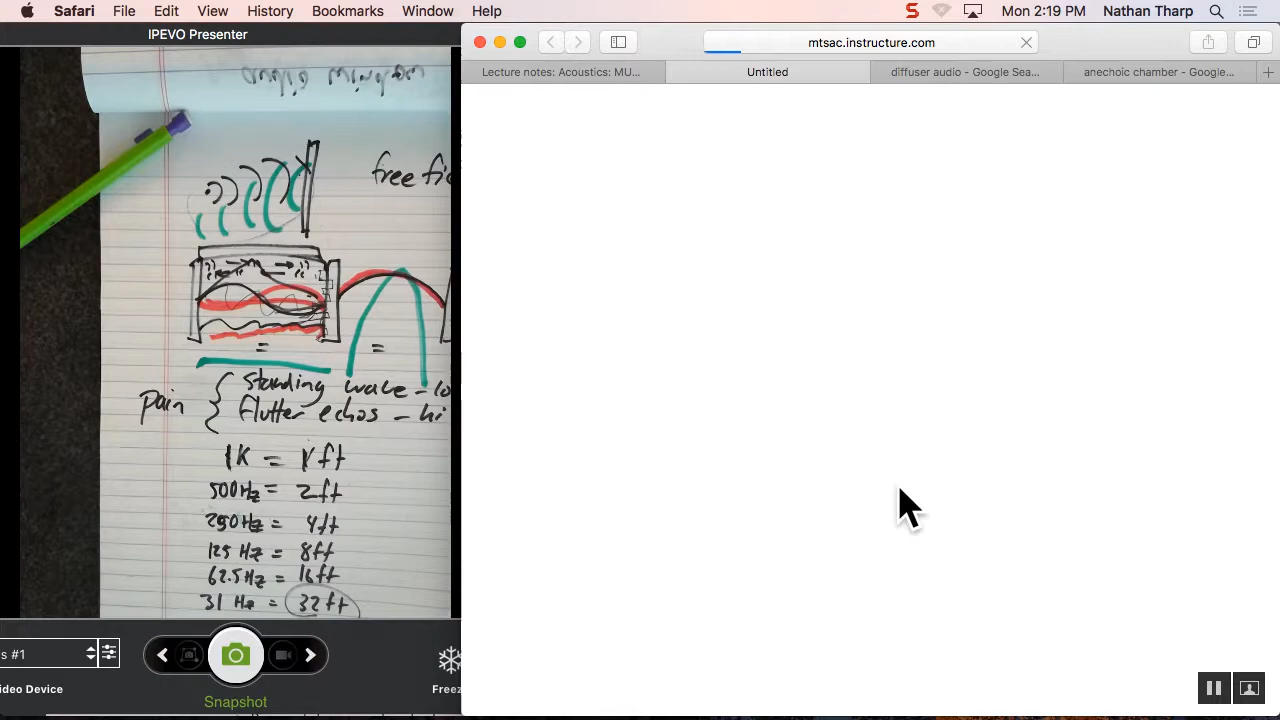 Safari File Edit View History Bookmarks Window Help
Mon 2:19 PM Nathan Tharp
IPEVO Presenter
mtsac.instructure.com
Lecture notes: Acoustics: MU...
Untitled
diffuser audio - Google Sea...
anechoic chamber - Google...
free fi
=
=
pain
standing wave - lo
flutter echos - hi
1K = 1ft
500Hz = 2ft
250Hz = 4ft
125 Hz = 8ft
62.5Hz = 16ft
31 Hz = 32ft
s #1
ideo Device
Snapshot
Freez